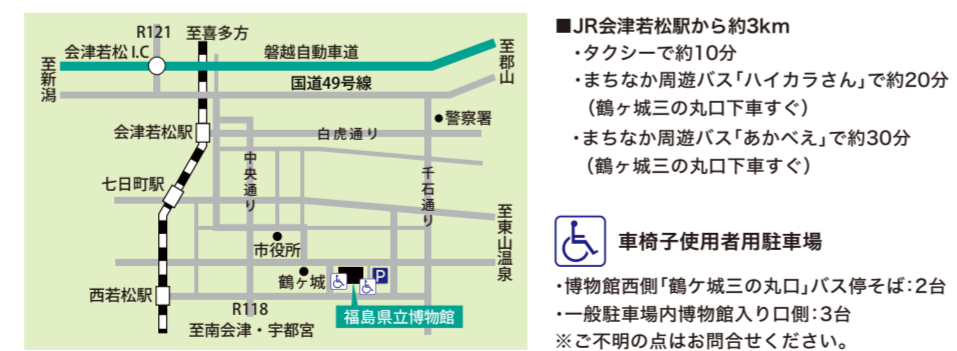 R121
至喜多方
会津若松I.C
磐越自動車道
至新潟
至郡山
国道49号線
会津若松駅
白虎通り
警察署
中央通り
千石通り
七日町駅
至東山温泉
市役所
鶴ヶ城
P
西若松駅
R118
至南会津・宇都宮
福島県立博物館
■JR会津若松駅から約3km
・タクシーで約10分
・まちなか周遊バス「ハイカラさん」で約20分
（鶴ヶ城三の丸口下車すぐ）
・まちなか周遊バス「あかべえ」で約30分
（鶴ヶ城三の丸口下車すぐ）
車椅子使用者用駐車場
・博物館西側「鶴ケ城三の丸口」バス停そば：2台
・一般駐車場内博物館入り口側：3台
※ご不明の点はお問合せください。